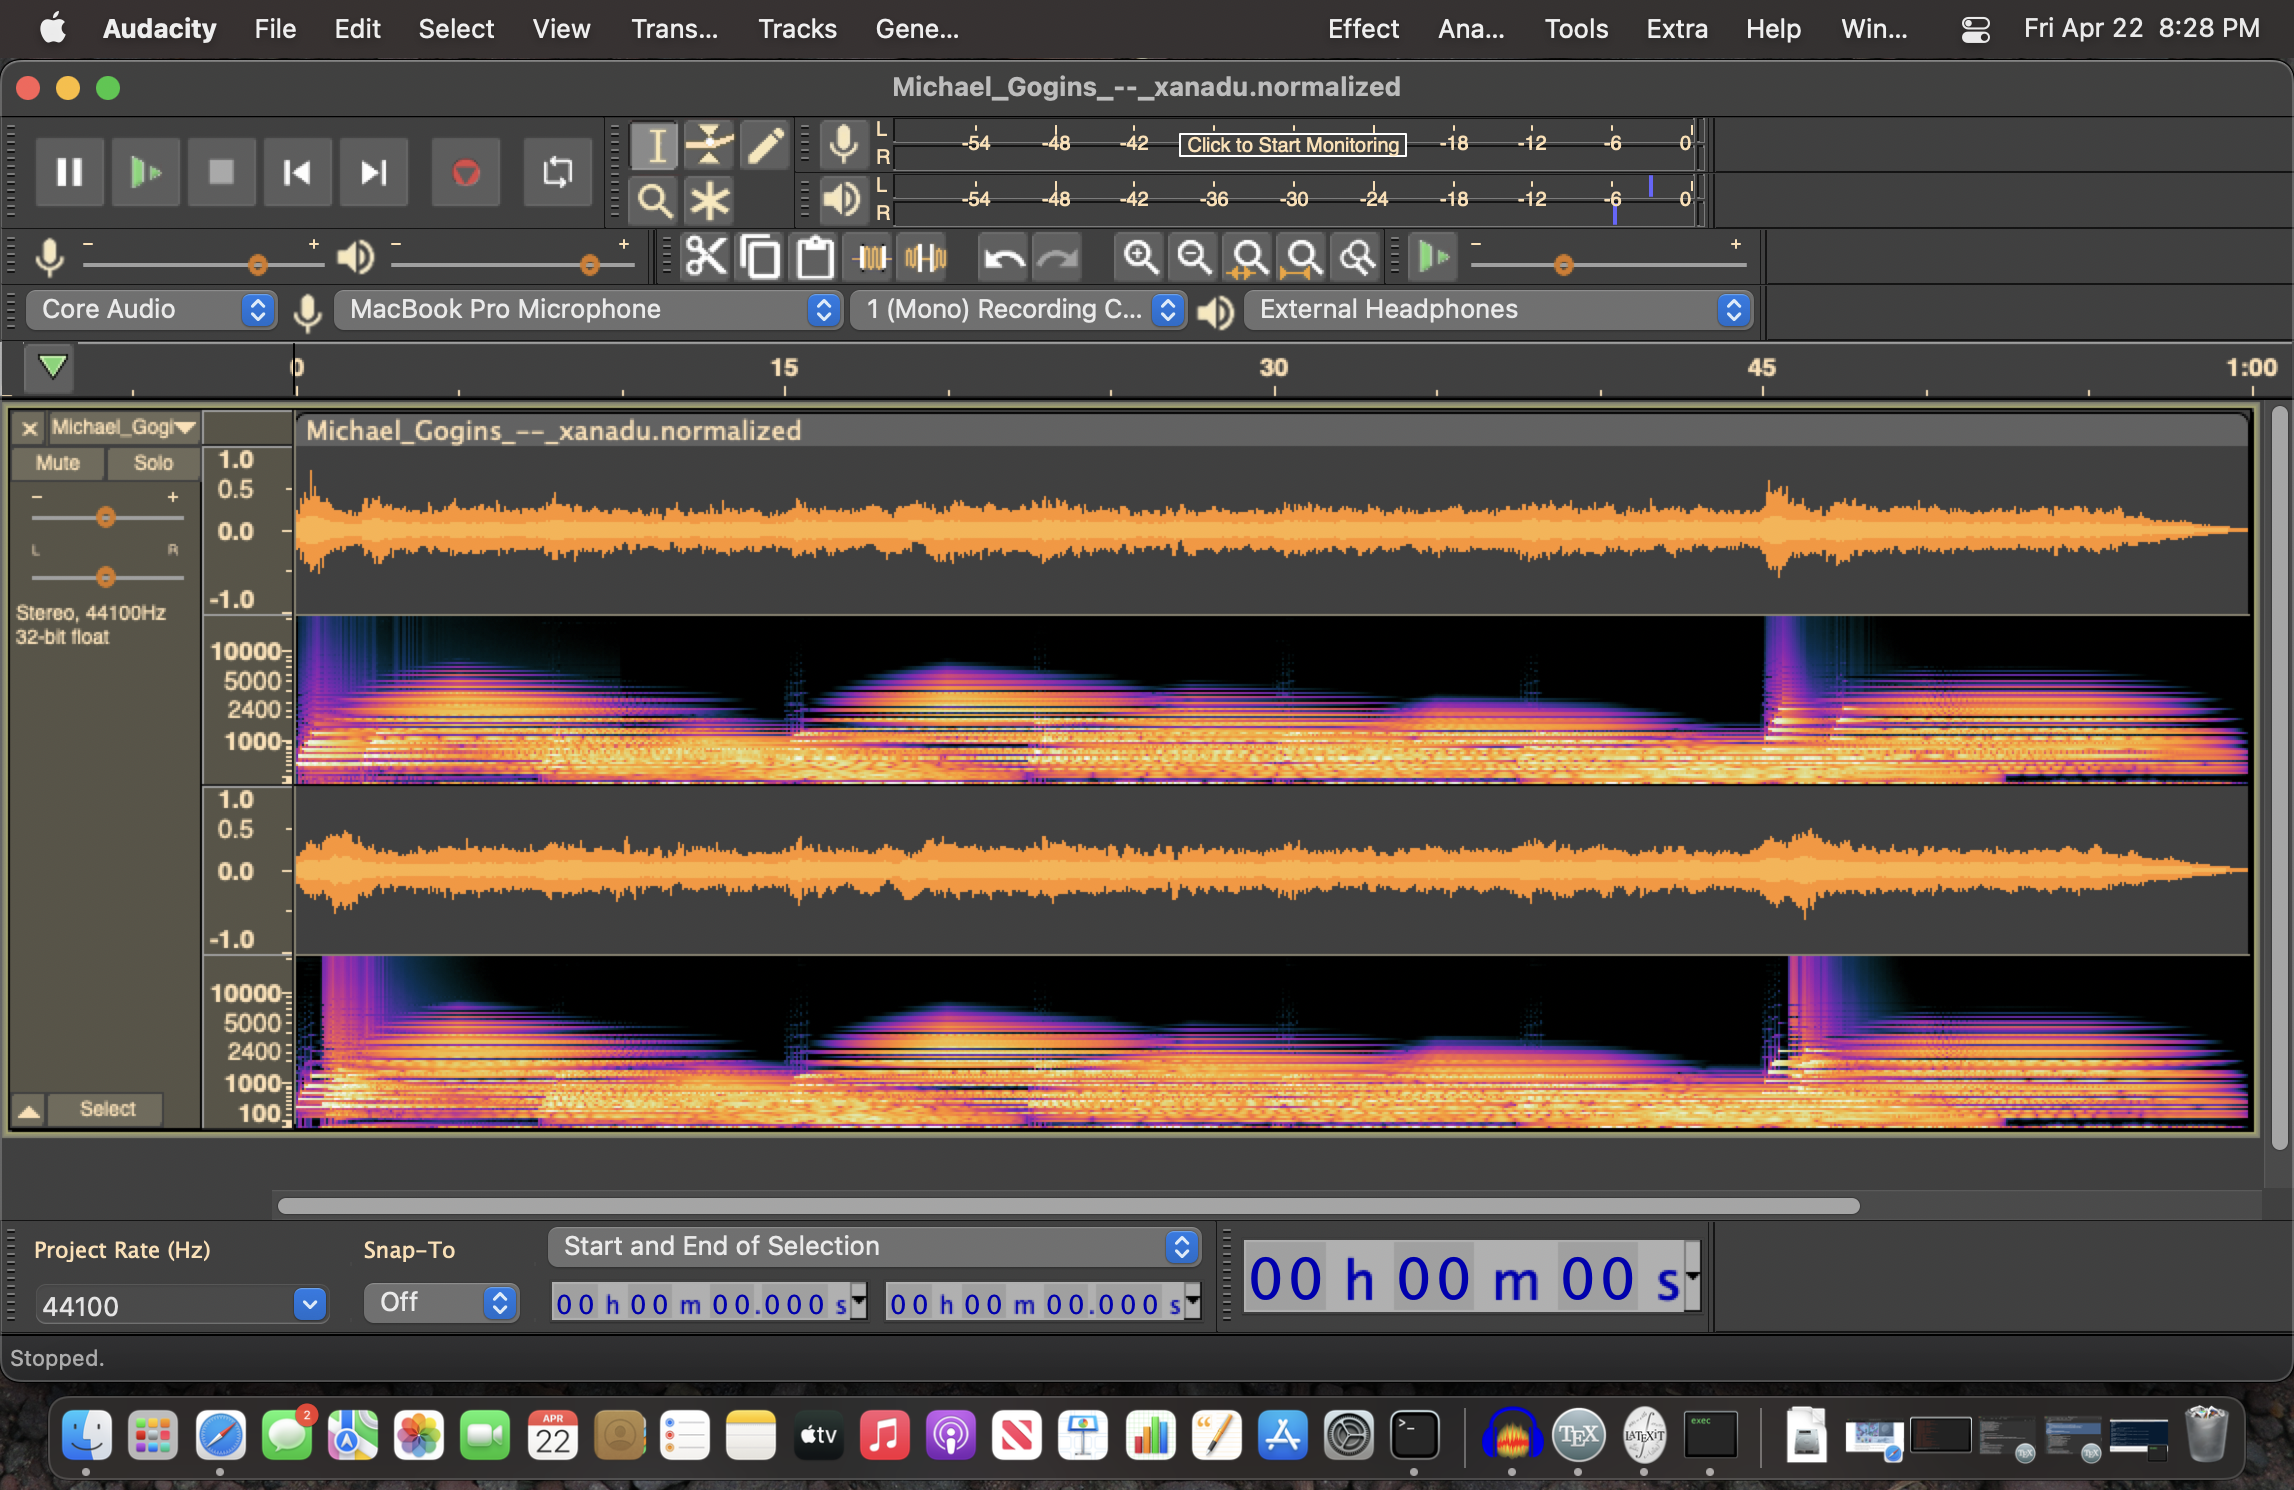 Audacity File Edit Select View Trans... Tracks Gene... Effect Ana... Tools Extra Help Win... Fri Apr 22 8:28 PM
Michael_Gogins_--_xanadu.normalized
L -54 -48 -42 Click to Start Monitoring -18 -12 -6 0
R
L -54 -48 -42 -36 -30 -24 -18 -12 -6 0
R
- + - + - +
Core Audio MacBook Pro Microphone 1 (Mono) Recording C... External Headphones
0 15 30 45 1:00
× Michael_Gogi Michael_Gogins_--_xanadu.normalized
Mute Solo
- +
L R
Stereo, 44100Hz
32-bit float
1.0
0.5
0.0
-1.0
10000
5000
2400
1000
1.0
0.5
0.0
-1.0
10000
5000
2400
1000
100
Select
Project Rate (Hz) Snap-To Start and End of Selection
44100 Off 00 h 00 m 00.000 s 00 h 00 m 00.000 s 00 h 00 m 00 s
Stopped.
2
APR
22
tv
>_
TEX
LATEXiT
exec